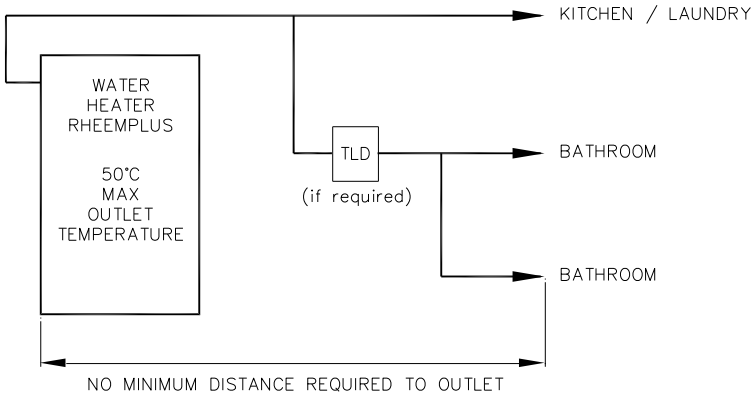 KITCHEN / LAUNDRY
WATER
HEATER
RHEEMPLUS
50°C
MAX
OUTLET
TEMPERATURE
TLD
(if required)
BATHROOM
BATHROOM
NO MINIMUM DISTANCE REQUIRED TO OUTLET